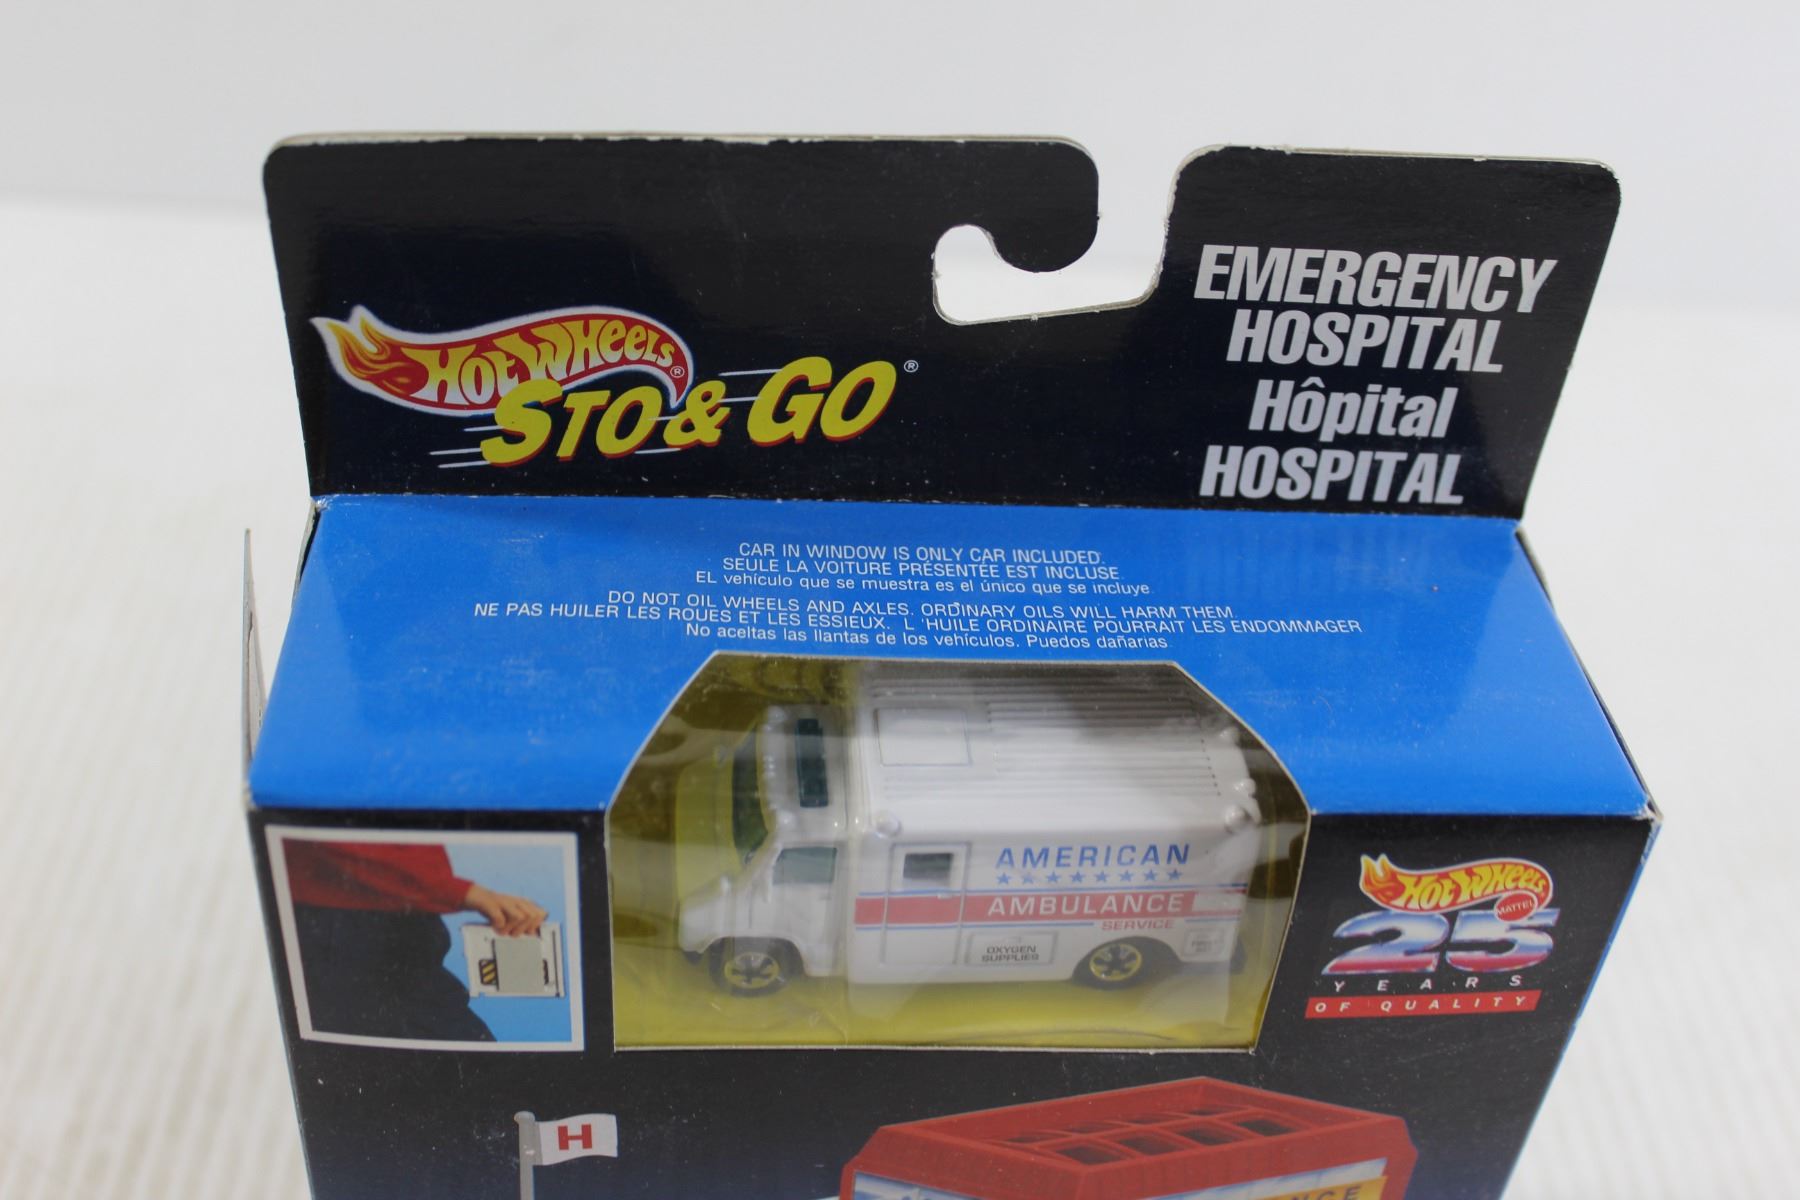 HOT WHEELS®
STO & GO®
EMERGENCY
HOSPITAL
Hôpital
HOSPITAL
CAR IN WINDOW IS ONLY CAR INCLUDED.
SEULE LA VOITURE PRÉSENTÉE EST INCLUSE.
EL vehículo que se muestra es el único que se incluye.
DO NOT OIL WHEELS AND AXLES. ORDINARY OILS WILL HARM THEM.
NE PAS HUILER LES ROUES ET LES ESSIEUX. L 'HUILE ORDINAIRE POURRAIT LES ENDOMMAGER
No aceltas las llantas de los vehículos. Puedos dañarias.
AMERICAN
AMBULANCE
SERVICE
OXYGEN
SUPPLIES
FIRST
AID
HOT WHEELS
MATTEL
25
YEARS
OF QUALITY
H